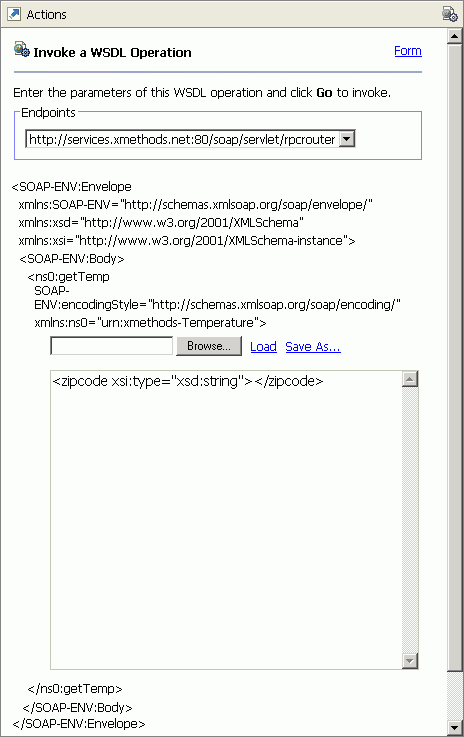 Actions
Invoke a WSDL Operation
Form
Enter the parameters of this WSDL operation and click Go to invoke.
Endpoints
http://services.xmethods.net:80/soap/servlet/rpcrouter
<SOAP-ENV:Envelope
xmlns:SOAP-ENV="http://schemas.xmlsoap.org/soap/envelope/"
xmlns:xsd="http://www.w3.org/2001/XMLSchema"
xmlns:xsi="http://www.w3.org/2001/XMLSchema-instance">
<SOAP-ENV:Body>
<ns0:getTemp
SOAP-
ENV:encodingStyle="http://schemas.xmlsoap.org/soap/encoding/"
xmlns:ns0="urn:xmethods-Temperature">
Browse... Load Save As...
<zipcode xsi:type="xsd:string"></zipcode>
</ns0:getTemp>
</SOAP-ENV:Body>
</SOAP-ENV:Envelope>